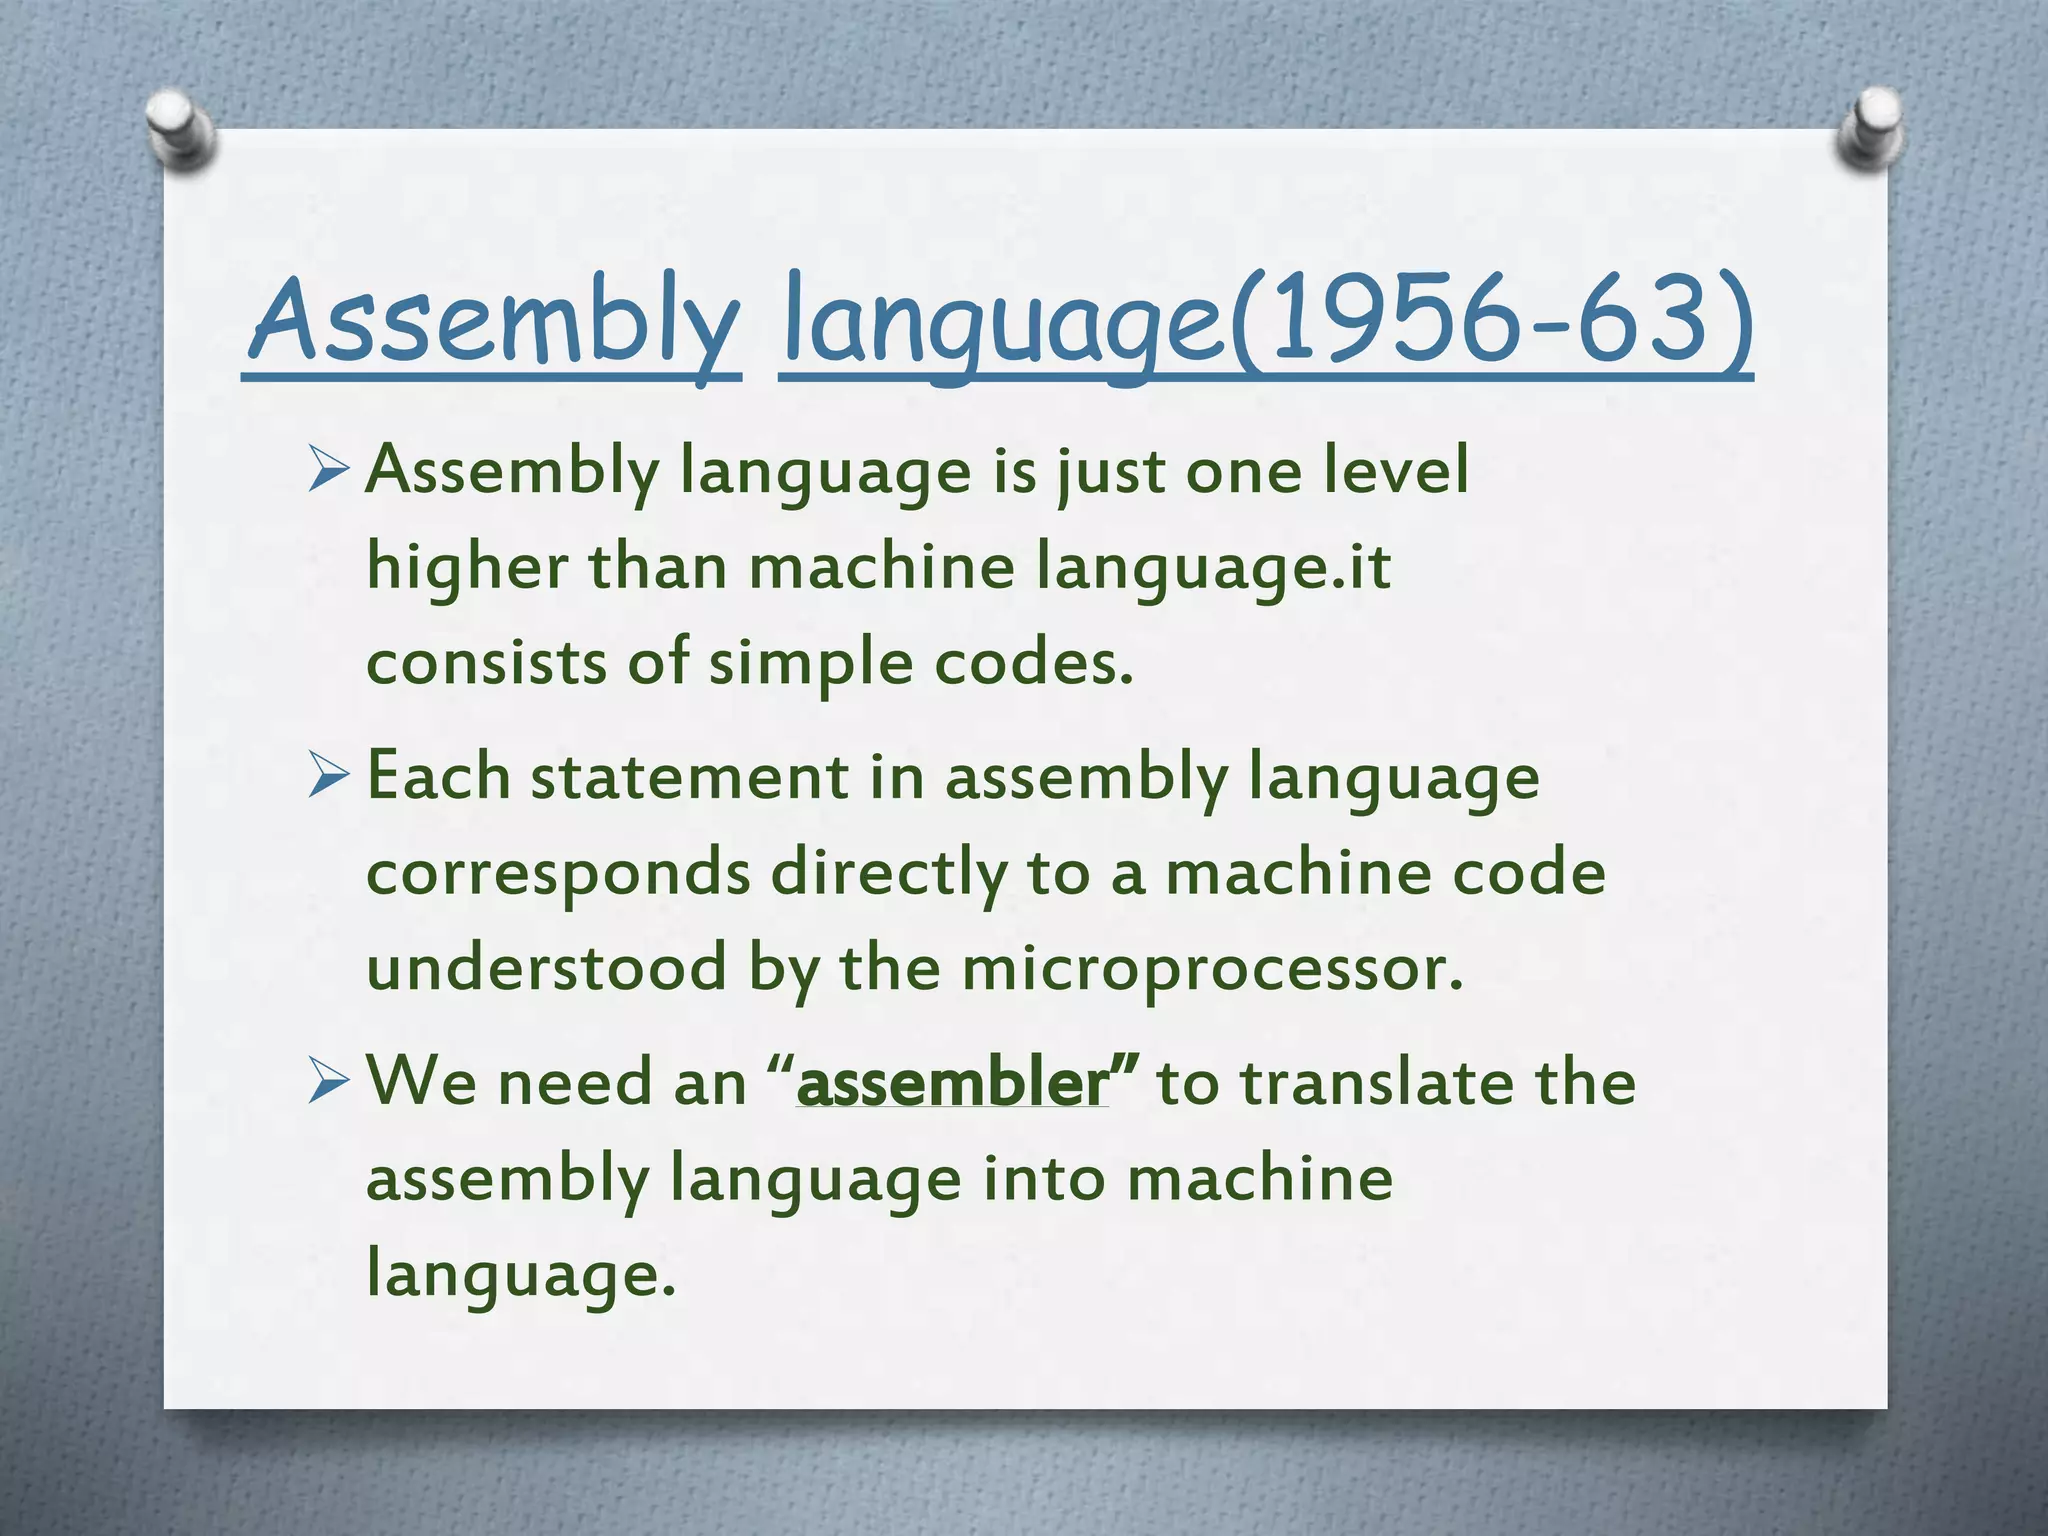 Assembly language(1956-63)
Assembly language is just one level
higher than machine language.it
consists of simple codes.
Each statement in assembly language
corresponds directly to a machine code
understood by the microprocessor.
We need an “assembler” to translate the
assembly language into machine
language.